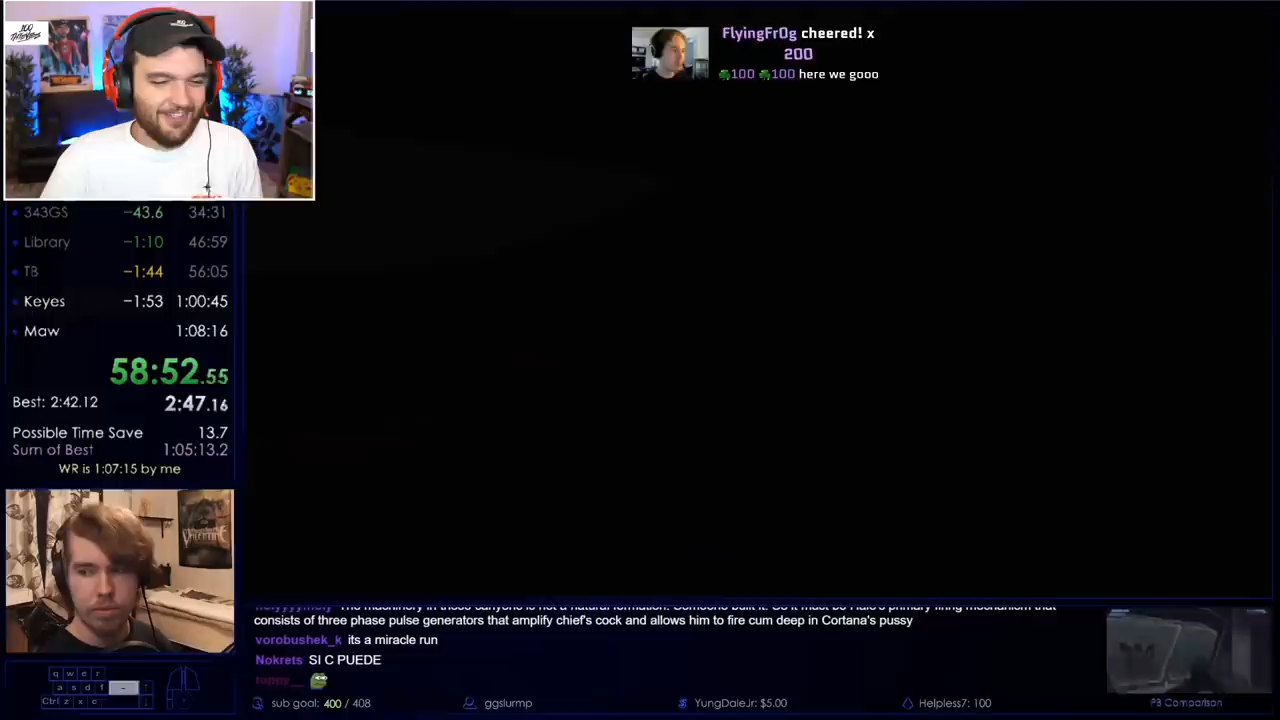 FlyingFr0g cheered! x
200
100 100 here we gooo
343GS −43.6 34:31
Library −1:10 46:59
TB −1:44 56:05
Keyes −1:53 1:00:45
Maw 1:08:16
58:52.55
Best: 2:42.12 2:47.16
Possible Time Save 13.7
Sum of Best 1:05:13.2
WR is 1:07:15 by me
The machinery in these canyons is not a natural formation. Someone built it. So it must be Halo's primary firing mechanism that
consists of three phase pulse generators that amplify chief's cock and allows him to fire cum deep in Cortana's pussy
vorobushek_k its a miracle run
Nokrets SI C PUEDE
q w e r
a s d f
Ctrl z x c
sub goal: 400 / 408
ggslurmp
YungDaleJr: $5.00
Helpless7: 100
PB Comparison